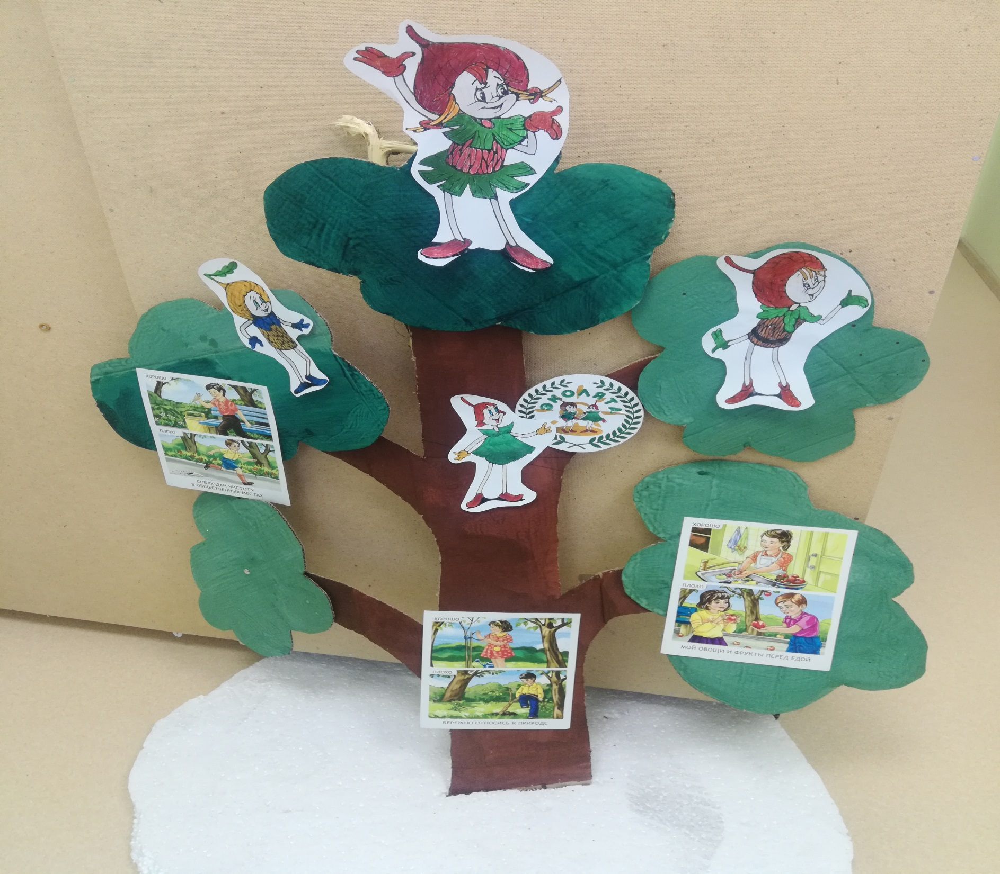 ЭКОЛЯТА
ХОРОШО
ПЛОХО
СОБЛЮДАЙ ЧИСТОТУ
В ОБЩЕСТВЕННЫХ МЕСТАХ
ХОРОШО
ПЛОХО
МОЙ ОВОЩИ И ФРУКТЫ ПЕРЕД ЕДОЙ
ХОРОШО
ПЛОХО
БЕРЕЖНО ОТНОСИСЬ К ПРИРОДЕ